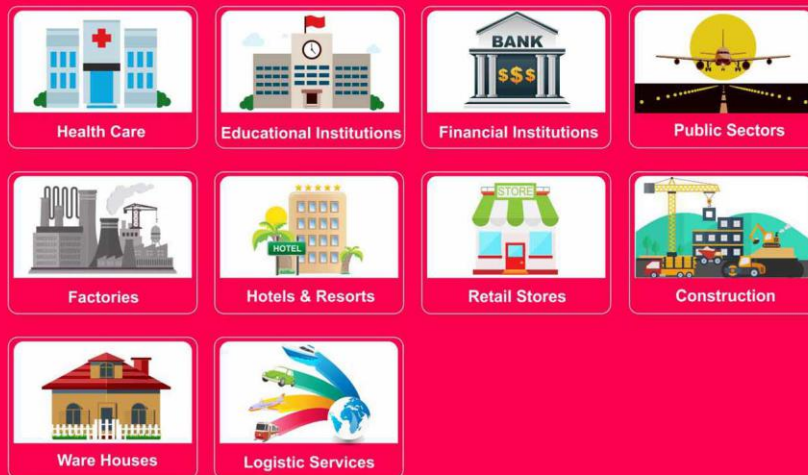 Health Care
BANK
$$$
Educational Institutions
Financial Institutions
Public Sectors
Factories
HOTEL
Hotels & Resorts
STORE
Retail Stores
Construction
Ware Houses
Logistic Services